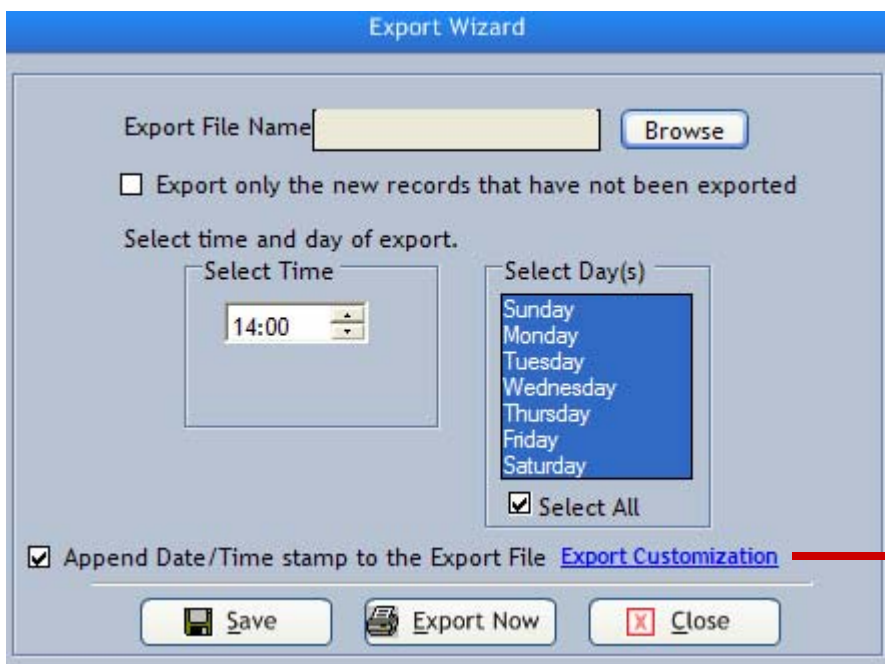 Export Wizard
Export File Name
Browse
Export only the new records that have not been exported
Select time and day of export.
Select Time
14:00
Select Day(s)
Sunday
Monday
Tuesday
Wednesday
Thursday
Friday
Saturday
Select All
Append Date/Time stamp to the Export File Export Customization
Save Export Now X Close